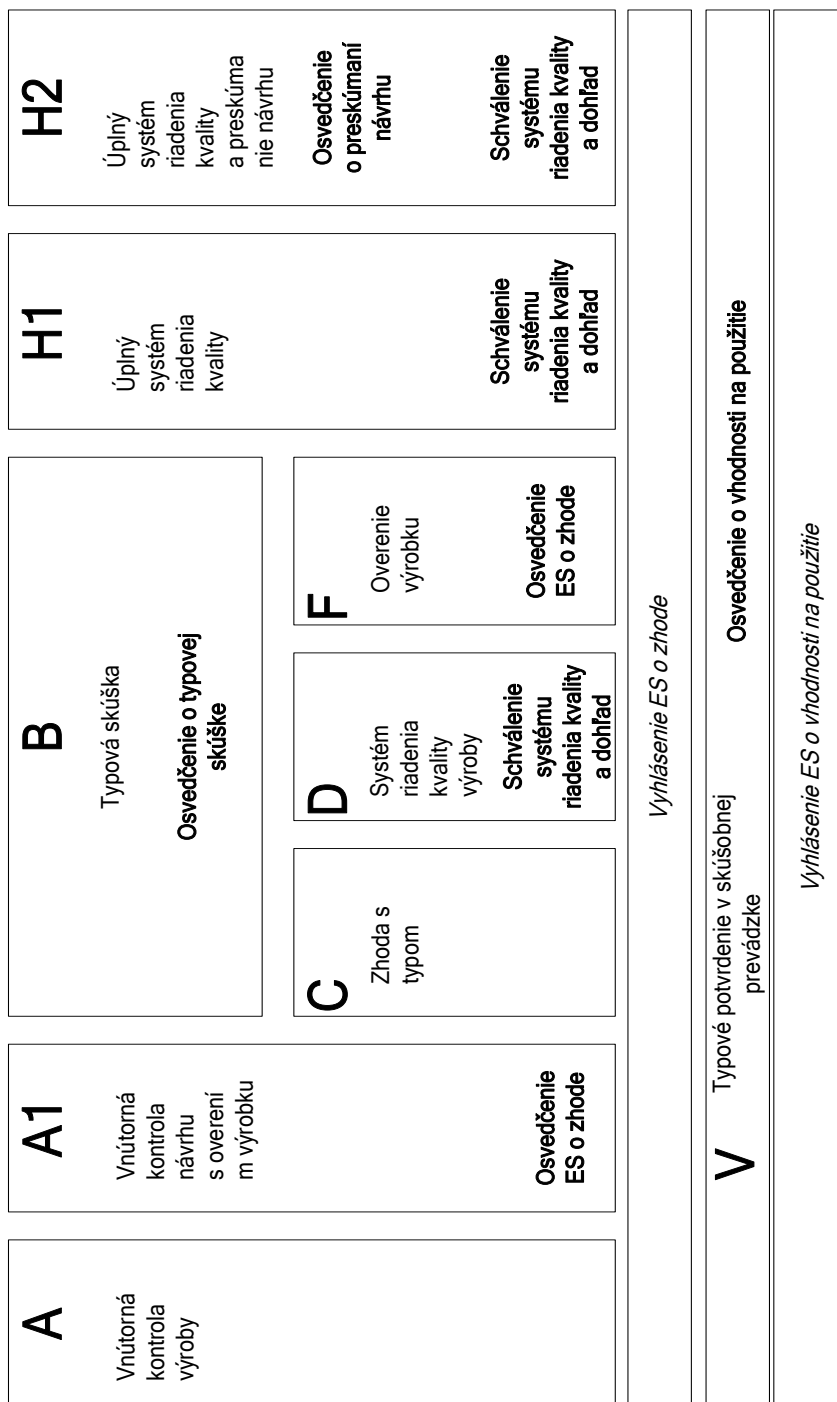 A
Vnútorná
kontrola
výroby
A1
Vnútorná
kontrola
návrhu
s overení
m výrobku
Osvedčenie
ES o zhode
B
Typová skúška
Osvedčenie o typovej
skúške
C
Zhoda s
typom
D
Systém
riadenia
kvality
výroby
Schválenie
systému
riadenia kvality
a dohľad
F
Overenie
výrobku
Osvedčenie
ES o zhode
H1
Úplný
systém
riadenia
kvality
Schválenie
systému
riadenia kvality
a dohľad
H2
Úplný
systém
riadenia
kvality
a preskúma
nie návrhu
Osvedčenie
o preskúmaní
návrhu
Schválenie
systému
riadenia kvality
a dohľad
Vyhlásenie ES o zhode
V
Typové potvrdenie v skúšobnej
prevádzke
Osvedčenie o vhodnosti na použitie
Vyhlásenie ES o vhodnosti na použitie